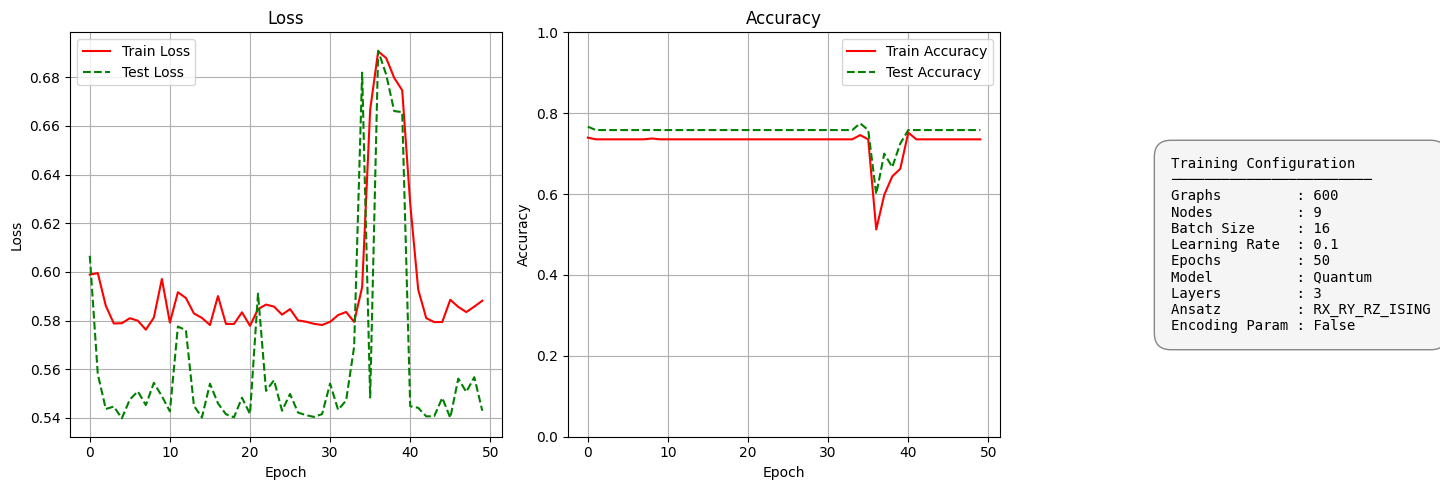 Loss
Train Loss
Test Loss
0.68
0.66
0.64
0.62
0.60
0.58
0.56
0.54
0
10
20
30
40
50
Epoch
Loss
Accuracy
Train Accuracy
Test Accuracy
1.0
0.8
0.6
0.4
0.2
0.0
0
10
20
30
40
50
Epoch
Accuracy
Training Configuration
Graphs : 600
Nodes : 9
Batch Size : 16
Learning Rate : 0.1
Epochs : 50
Model : Quantum
Layers : 3
Ansatz : RX_RY_RZ_ISING
Encoding Param : False